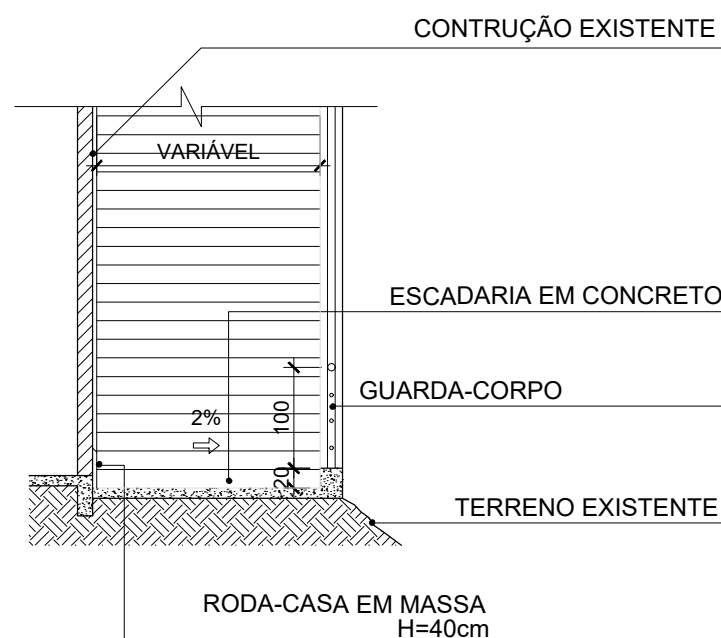 CONTRUÇÃO EXISTENTE
VARIÁVEL
ESCADARIA EM CONCRETO
GUARDA-CORPO
100
2%
20
TERRENO EXISTENTE
RODA-CASA EM MASSA
H=40cm